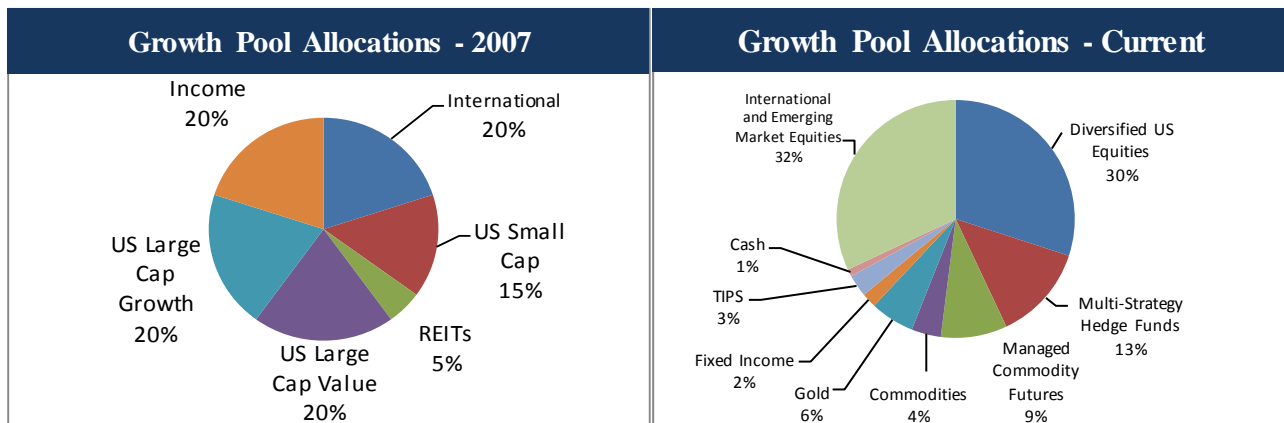 Growth Pool Allocations - 2007
Income
20%
International
20%
US Small
Cap
15%
REITs
5%
US Large
Cap Value
20%
US Large
Cap
Growth
20%
Growth Pool Allocations - Current
International
and Emerging
Market Equities
32%
Diversified US
Equities
30%
Multi-Strategy
Hedge Funds
13%
Managed
Commodity
Futures
9%
Commodities
4%
Gold
6%
Fixed Income
2%
TIPS
3%
Cash
1%